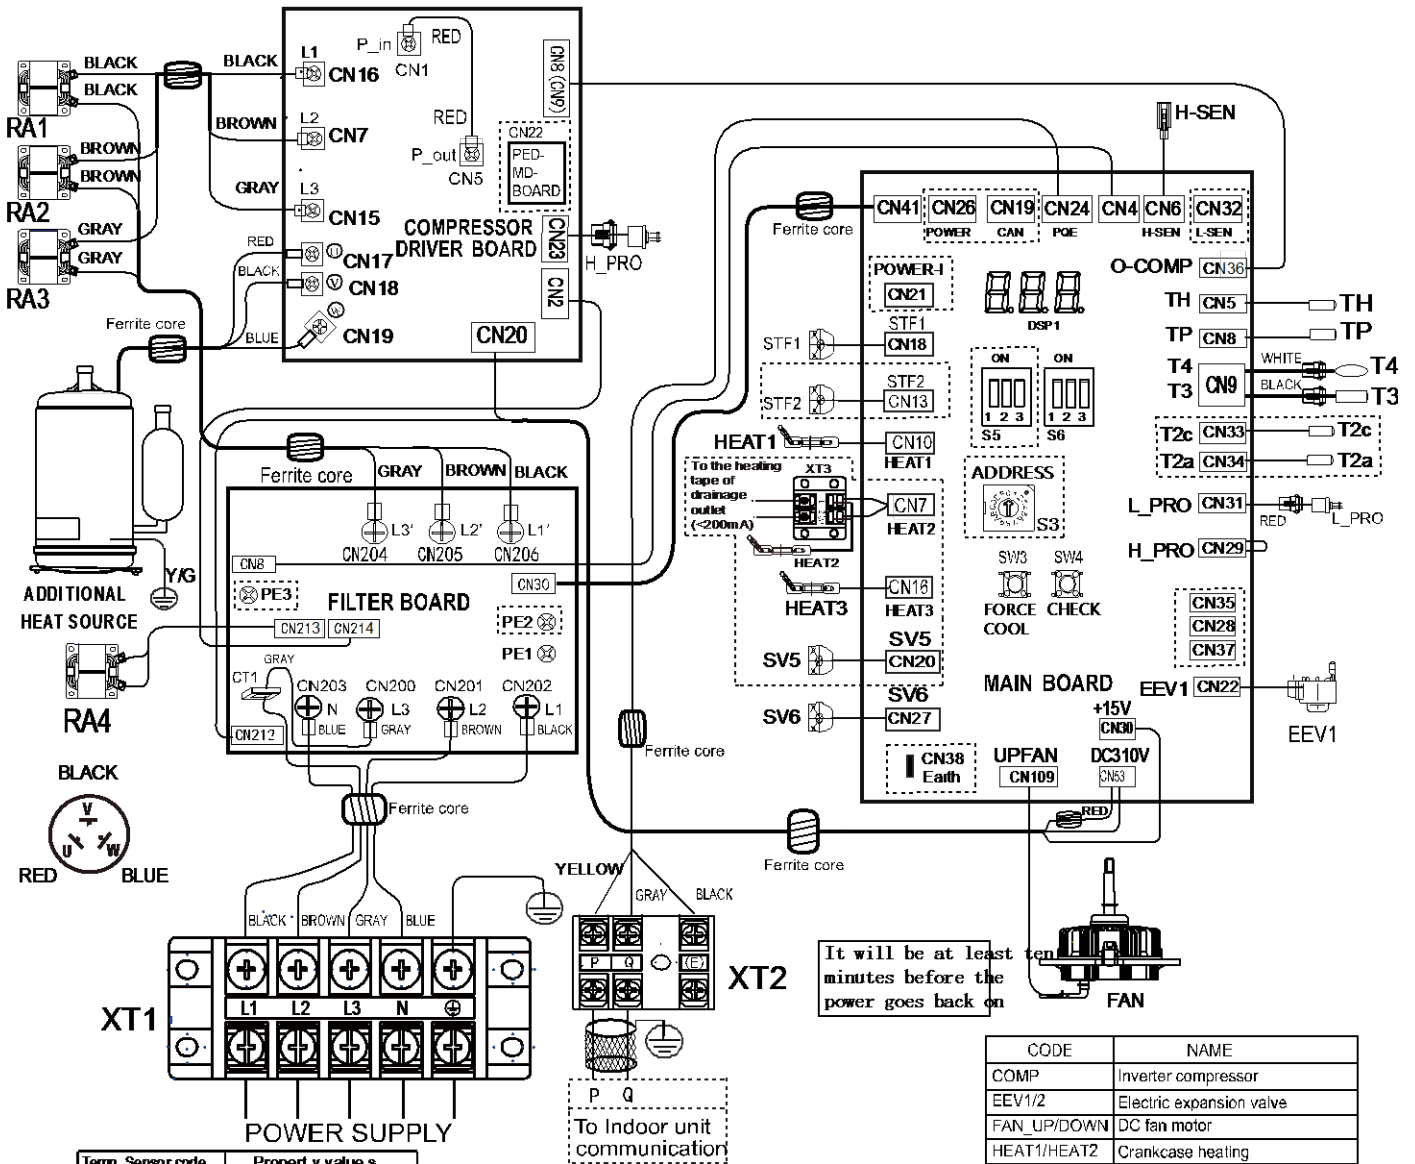 BLACK
BLACK
RA1
BROWN
BROWN
RA2
GRAY
GRAY
RA3
BLACK
BROWN
GRAY
L1
CN16
L2
CN7
L3
CN15
P_in
CN1
RED
RED
P_out
CN5
CN8 (CN9)
CN22
PED-
MD-
BOARD
COMPRESSOR
DRIVER BOARD
CN23
CN2
H_PRO
RED
U
CN17
BLACK
V
CN18
W
BLUE
CN19
CN20
Ferrite core
Ferrite core
Ferrite core
ADDITIONAL
HEAT SOURCE
Y/G
RA4
GRAY
BROWN
BLACK
L3'
L2'
L1'
CN204
CN205
CN206
CN8
CN30
PE3
FILTER BOARD
PE2
PE1
CN213
CN214
GRAY
CT1
CN203
CN200
CN201
CN202
N
L3
L2
L1
BLUE
GRAY
BROWN
BLACK
CN212
Ferrite core
Ferrite core
Ferrite core
BLACK
V
U
W
RED
BLUE
BLACK
BROWN
GRAY
BLUE
XT1
L1
L2
L3
N
POWER SUPPLY
YELLOW
GRAY
BLACK
P
Q
(E)
XT2
P
Q
To Indoor unit
communication
H-SEN
CN41
CN26
CN19
CN24
CN4
CN6
CN32
POWER
CAN
PQE
H-SEN
L-SEN
O-COMP
CN36
POWER-I
CN21
DSP1
STF1
STF1
CN18
STF2
STF2
CN13
HEAT1
CN10
HEAT1
To the heating
tape of
drainage
outlet
(<200mA)
XT3
CN7
HEAT2
HEAT2
HEAT3
CN16
HEAT3
SV5
SV5
CN20
SV6
SV6
CN27
CN38
Earth
ON
1 2 3
S5
ON
1 2 3
S6
ADDRESS
S3
SW3
SW4
FORCE
COOL
CHECK
TH
CN5
TH
TP
CN8
TP
T4
T3
CN9
WHITE
BLACK
T4
T3
T2c
CN33
T2c
T2a
CN34
T2a
L_PRO
CN31
RED
L_PRO
H_PRO
CN29
CN35
CN28
CN37
EEV1
CN22
EEV1
MAIN BOARD
+15V
CN30
UPFAN
CN109
DC310V
CN53
RED
FAN
It will be at least ten
minutes before the
power goes back on
CODE NAME
COMP Inverter compressor
EEV1/2 Electric expansion valve
FAN_UP/DOWN DC fan motor
HEAT1/HEAT2 Crankcase heating
Temp. Sensor code Property values